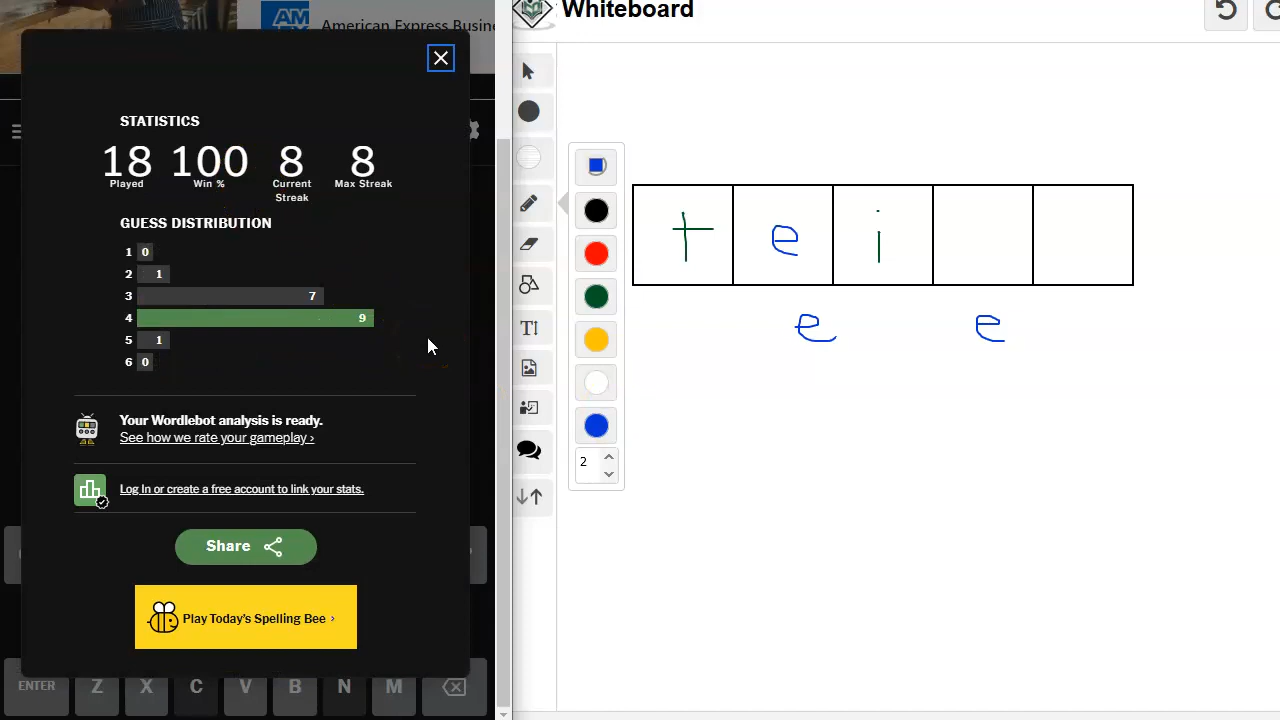 AM
EX
American Express Busine
Whiteboard
STATISTICS
18 100 8 8
Played Win % Current Streak Max Streak
GUESS DISTRIBUTION
1 0
2 1
3 7
4 9
5 1
6 0
Your Wordlebot analysis is ready.
See how we rate your gameplay ›
Log In or create a free account to link your stats.
Share
Play Today's Spelling Bee ›
ENTER Z X C V B N M
T
2
t e i
e e